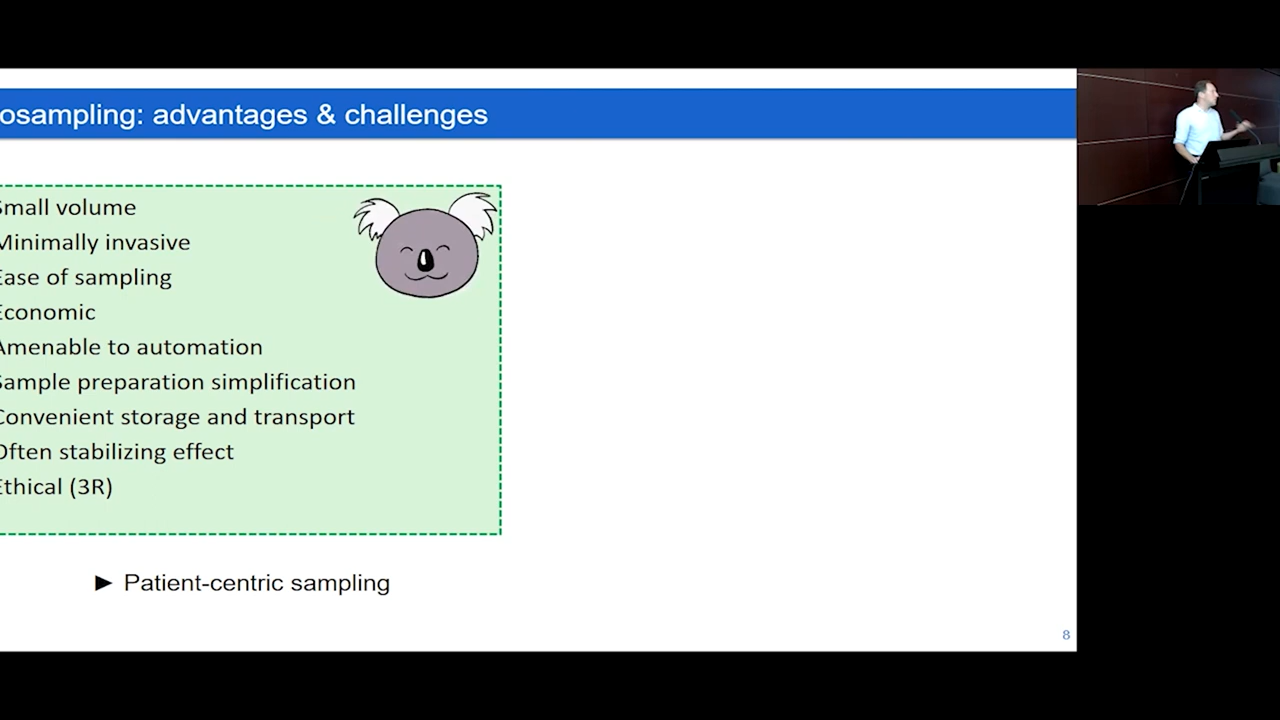 osampling: advantages & challenges
Small volume
Minimally invasive
Ease of sampling
Economic
Amenable to automation
Sample preparation simplification
Convenient storage and transport
Often stabilizing effect
Ethical (3R)
► Patient-centric sampling
8